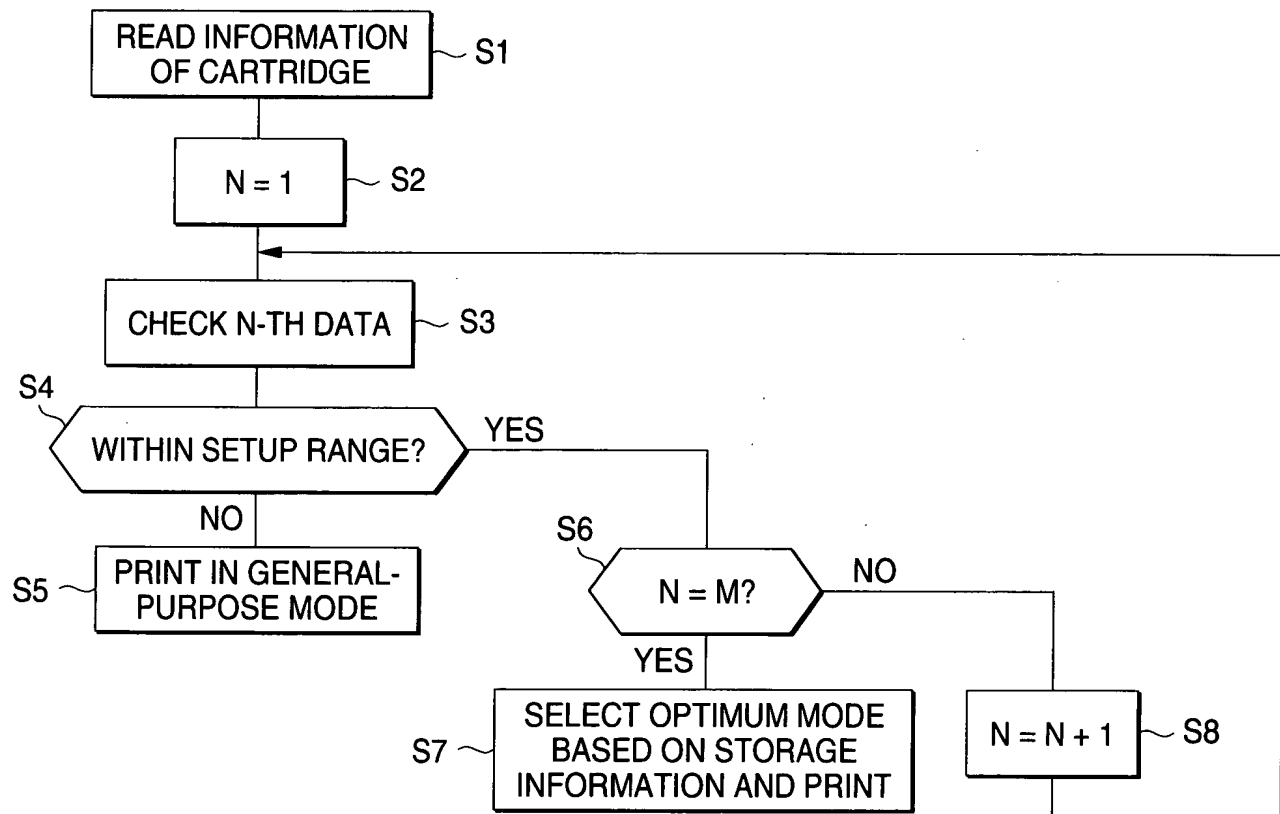 READ INFORMATION
OF CARTRIDGE
S1
N = 1
S2
CHECK N-TH DATA
S3
S4
WITHIN SETUP RANGE?
YES
NO
S5
PRINT IN GENERAL-
PURPOSE MODE
S6
N = M?
NO
YES
S7
SELECT OPTIMUM MODE
BASED ON STORAGE
INFORMATION AND PRINT
N = N + 1
S8